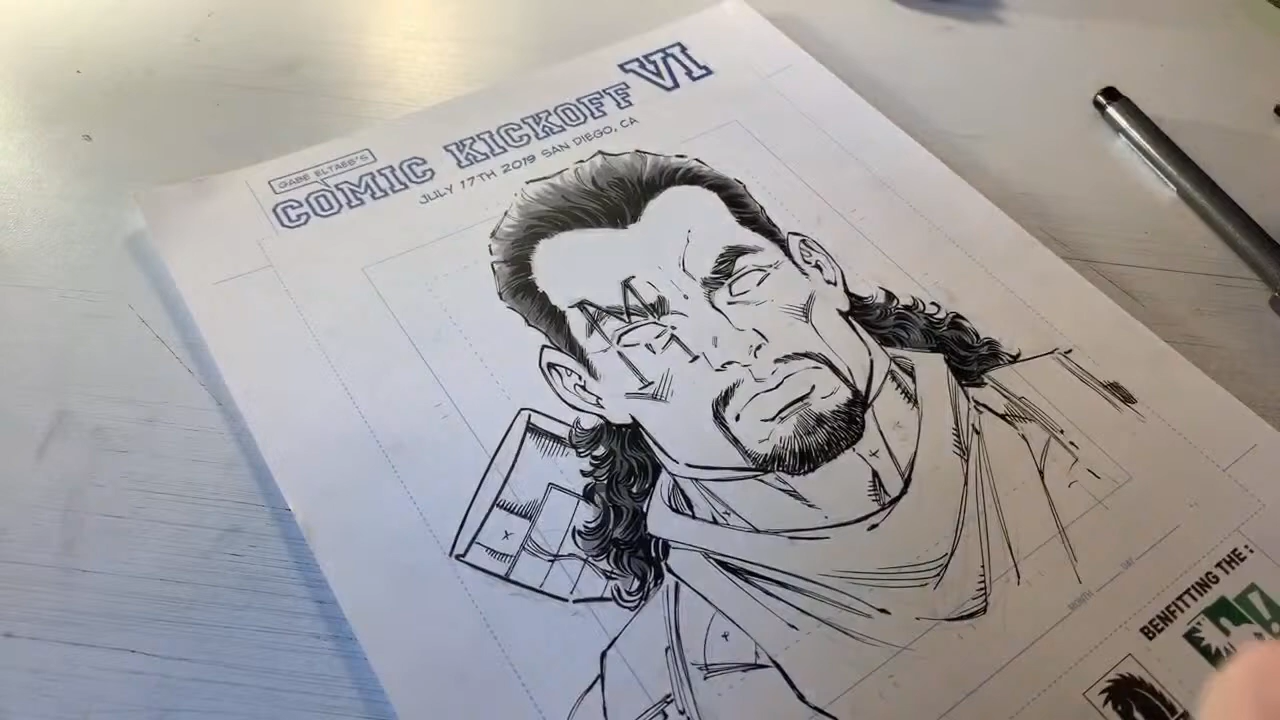 GABE ELTAEB'S
COMIC KICKOFF VI
JULY 17TH 2019 SAN DIEGO, CA
MONTH
DAY
BENFITTING THE: